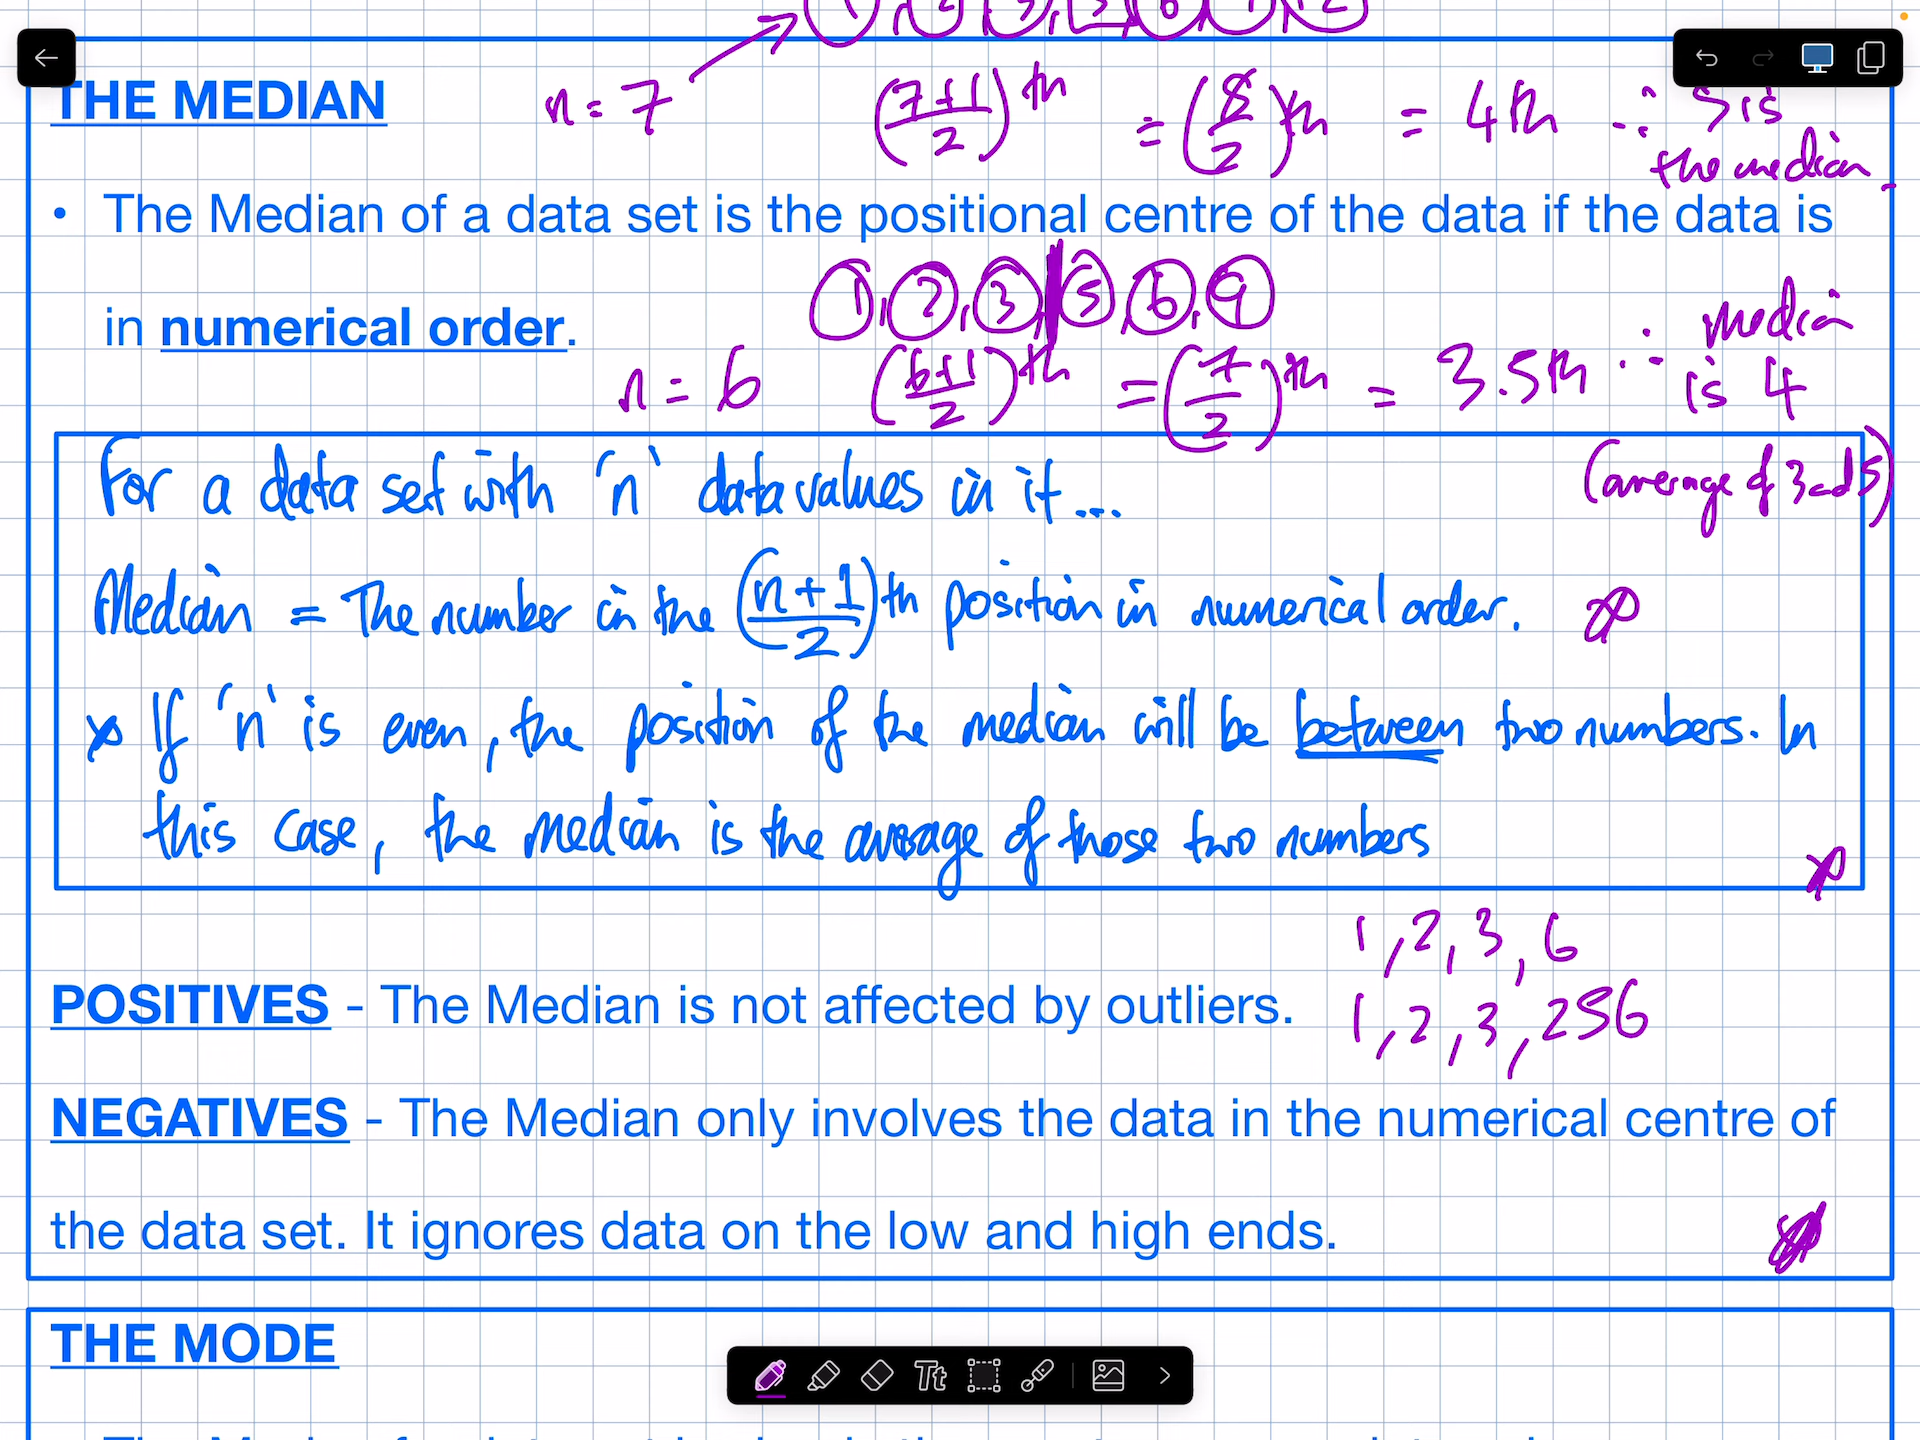 THE MEDIAN
n = 7
(7+1/2)th = (8/2)th = 4th ∴ 5 is
the median.
• The Median of a data set is the positional centre of the data if the data is
in numerical order.
1, 2, 3, 5, 6, 9
n = 6 (6+1/2)th = (7/2)th = 3.5th ∴ median
is 4
(average of 3 and 5)
For a data set with 'n' data values in it...
Median = The number in the (n+1/2)th position in numerical order. *
* If 'n' is even, the position of the median will be between two numbers. In
this case, the median is the average of those two numbers
*
1, 2, 3, 6
POSITIVES - The Median is not affected by outliers.
1, 2, 3, 256
NEGATIVES - The Median only involves the data in the numerical centre of
the data set. It ignores data on the low and high ends.
THE MODE
Tt